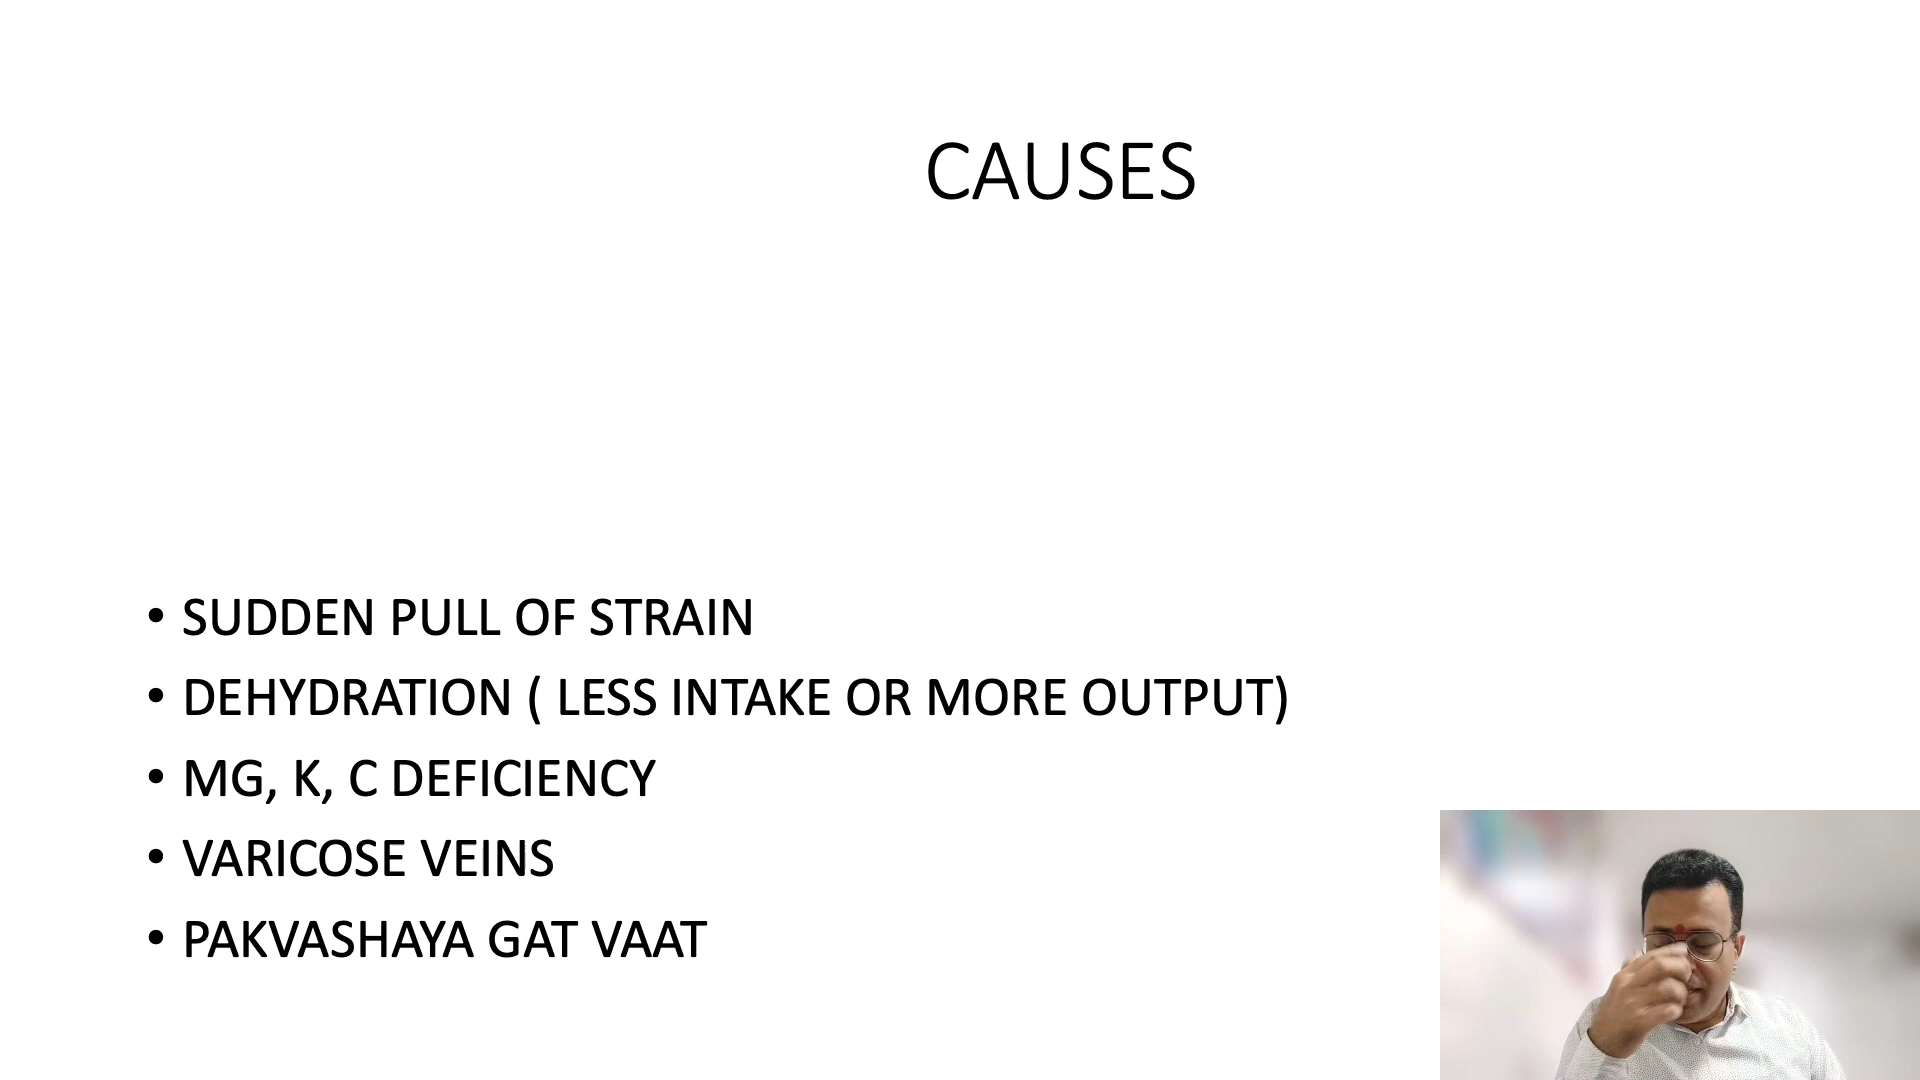 CAUSES
• SUDDEN PULL OF STRAIN
• DEHYDRATION ( LESS INTAKE OR MORE OUTPUT)
• MG, K, C DEFICIENCY
• VARICOSE VEINS
• PAKVASHAYA GAT VAAT